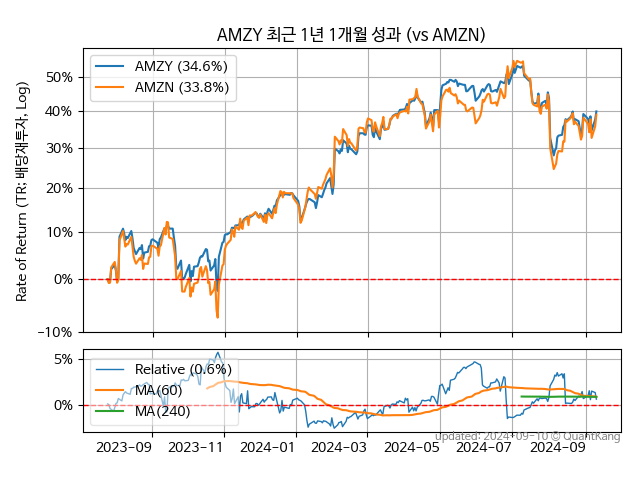 AMZY 최근 1년 1개월 성과 (vs AMZN)
Rate of Return (TR: 배당재투자, Log)
AMZY (34.6%)
AMZN (33.8%)
50%
40%
30%
20%
10%
0%
−10%
5%
0%
Relative (0.6%)
MA(60)
MA(240)
updated: 2024-09-10 © QuantKang
2023−09
2023−11
2024−01
2024−03
2024−05
2024−07
2024−09